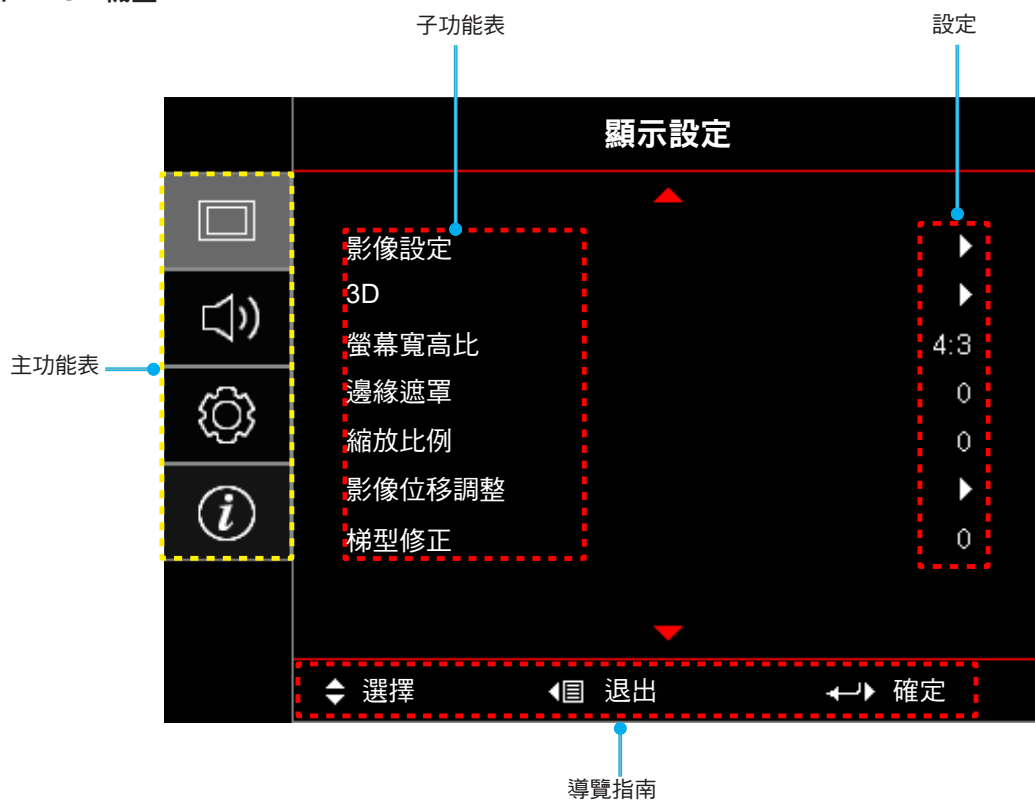 子功能表 設定
顯示設定
影像設定
3D
螢幕寬高比 4:3
主功能表
邊緣遮罩 0
縮放比例 0
影像位移調整
梯型修正 0
選擇 退出 確定
導覽指南